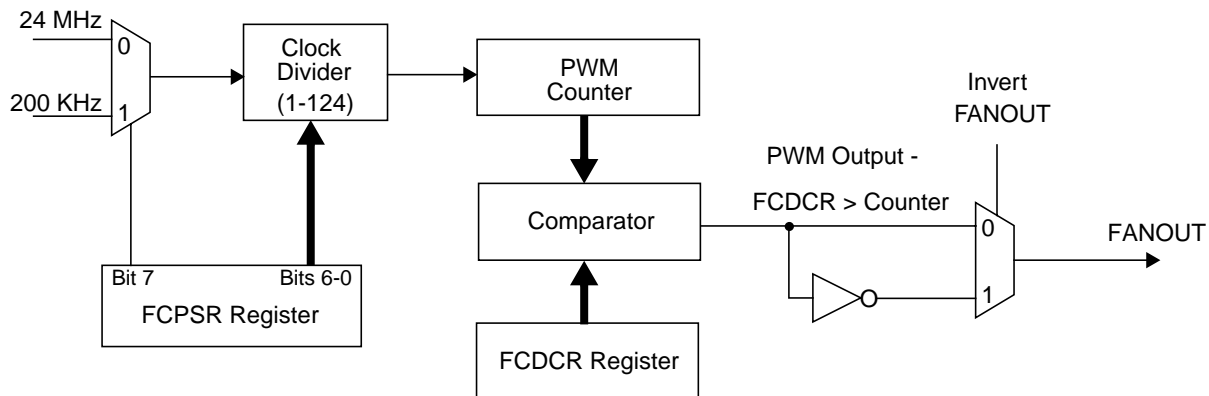 24 MHz
0
200 KHz
1
Clock
Divider
(1-124)
PWM
Counter
Invert
FANOUT
PWM Output -
FCDCR > Counter
Comparator
0
1
FANOUT
Bit 7
Bits 6-0
FCPSR Register
FCDCR Register